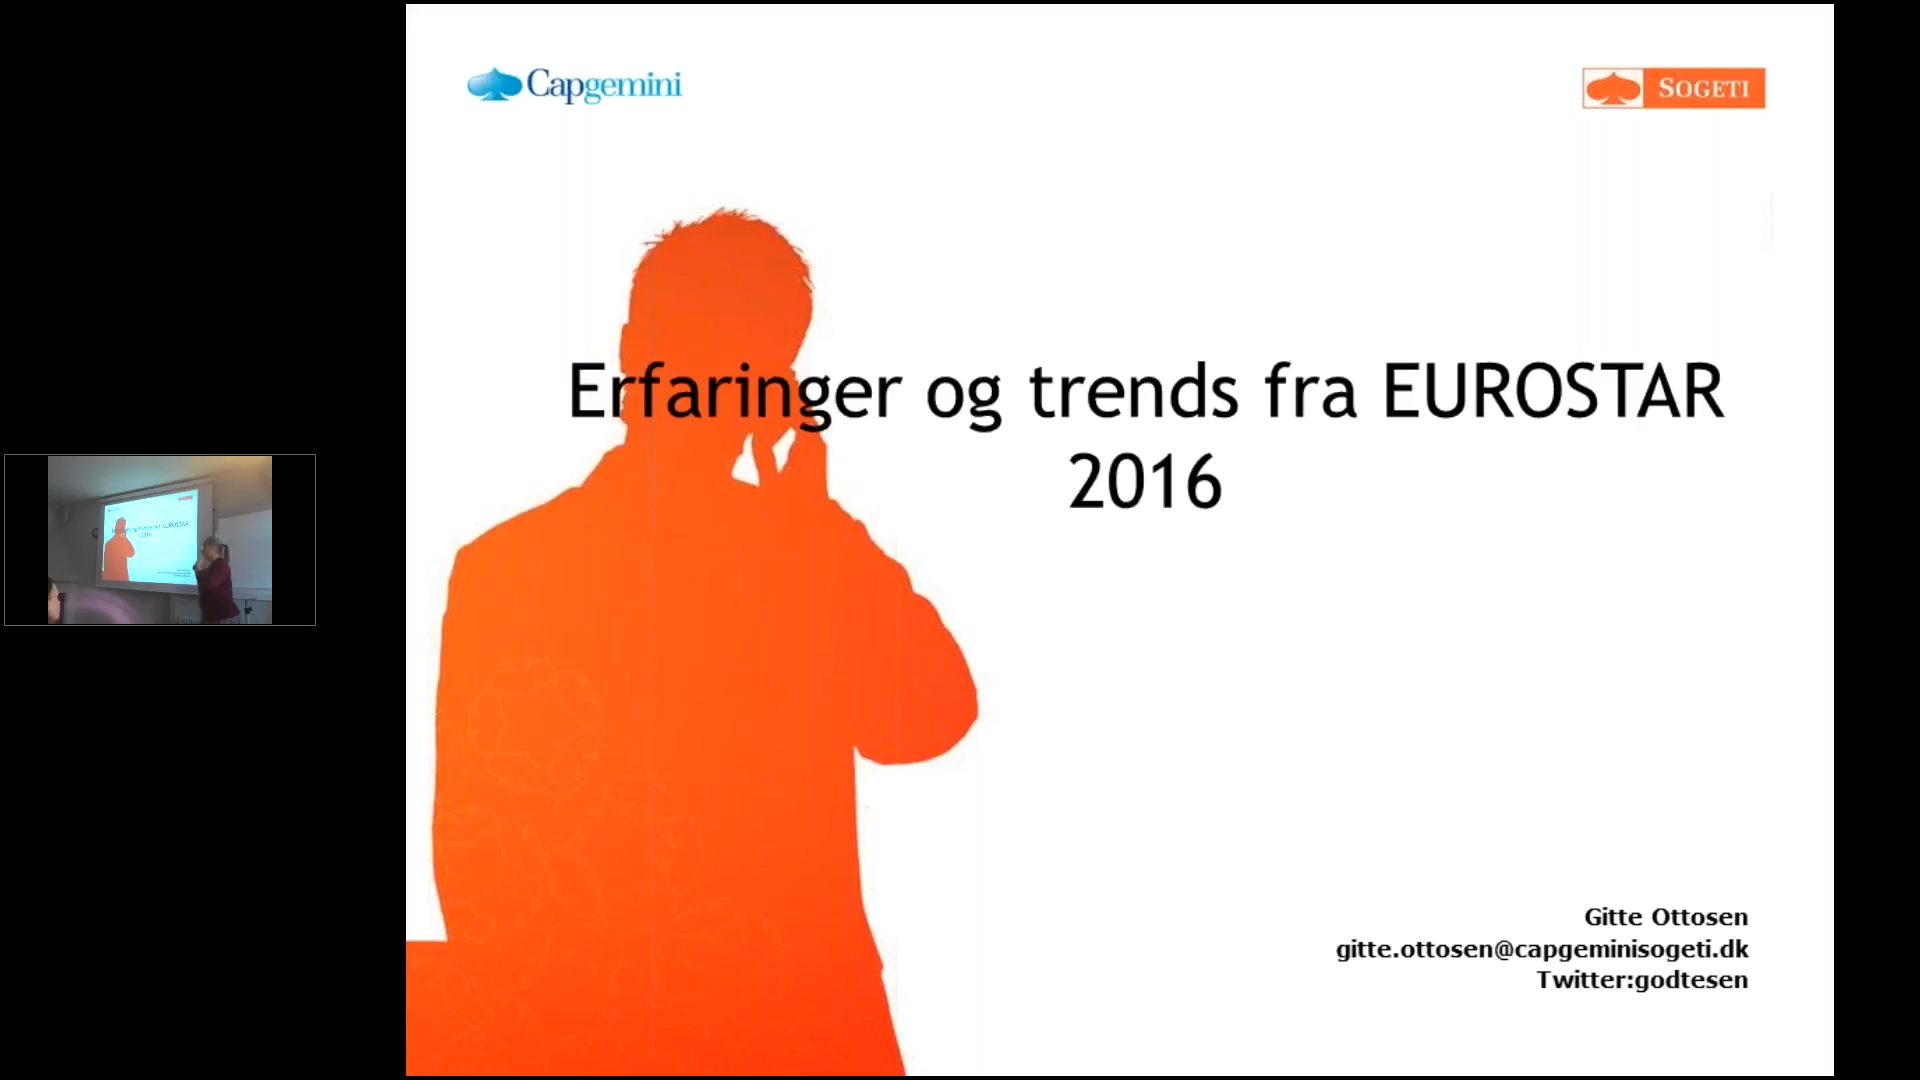 Capgemini
SOGETI
Erfaringer og trends fra EUROSTAR
2016
Gitte Ottosen
gitte.ottosen@capgeminisogeti.dk
Twitter:godtesen